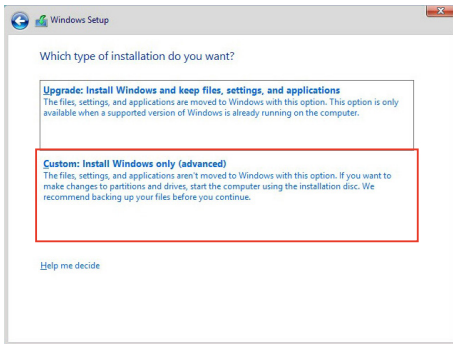 Windows Setup
Which type of installation do you want?
Upgrade: Install Windows and keep files, settings, and applications
The files, settings, and applications are moved to Windows with this option. This option is only
available when a supported version of Windows is already running on the computer.
Custom: Install Windows only (advanced)
The files, settings, and applications aren't moved to Windows with this option. If you want to
make changes to partitions and drives, start the computer using the installation disc. We
recommend backing up your files before you continue.
Help me decide